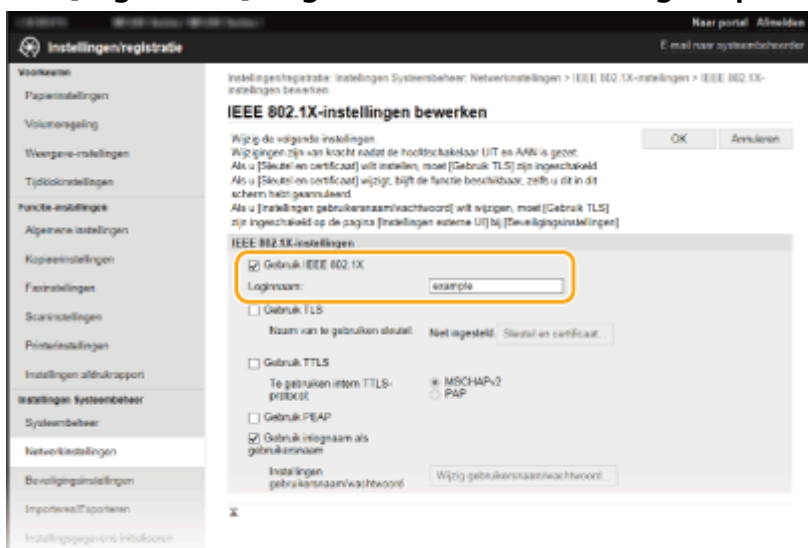 Naar portal Afmelden
Instellingen/registratie
E-mail naar systeembeheerder
Voorkeuren
Papierinstellingen
Volumeregeling
Weergave-instellingen
Tijdklokinstellingen
Functie-instellingen
Algemene instellingen
Kopieerinstellingen
Faxinstellingen
Scaninstellingen
Printerinstellingen
Instellingen afdrukrapport
Instellingen Systeembeheer
Systeembeheer
Netwerkinstellingen
Beveiligingsinstellingen
Importeren/Exporteren
Instellingsgegevens initialiseren
Instellingen/registratie: Instellingen Systeembeheer: Netwerkinstellingen > IEEE 802.1X-instellingen > IEEE 802.1X-
instellingen bewerken
IEEE 802.1X-instellingen bewerken
Wijzig de volgende instellingen.
Wijzigingen zijn van kracht nadat de hoofdschakelaar UIT en AAN is gezet.
Als u [Sleutel en certificaat] wilt instellen, moet [Gebruik TLS] zijn ingeschakeld.
Als u [Sleutel en certificaat] wijzigt, blijft de functie beschikbaar, zelfs u dit in dit
scherm hebt geannuleerd.
Als u [Instellingen gebruikersnaam/wachtwoord] wilt wijzigen, moet [Gebruik TLS]
zijn ingeschakeld op de pagina [Instellingen externe UI] bij [Beveiligingsinstellingen]
OK Annuleren
IEEE 802.1X-instellingen
Gebruik IEEE 802.1X
Loginnaam: example
Gebruik TLS
Naam van te gebruiken sleutel: Niet ingesteld. Sleutel en certificaat...
Gebruik TTLS
Te gebruiken intern TTLS-
protocol: MSCHAPv2
PAP
Gebruik PEAP
Gebruik inlognaam als
gebruikersnaam
Instellingen
gebruikersnaam/wachtwoord Wijzig gebruikersnaam/wachtwoord...